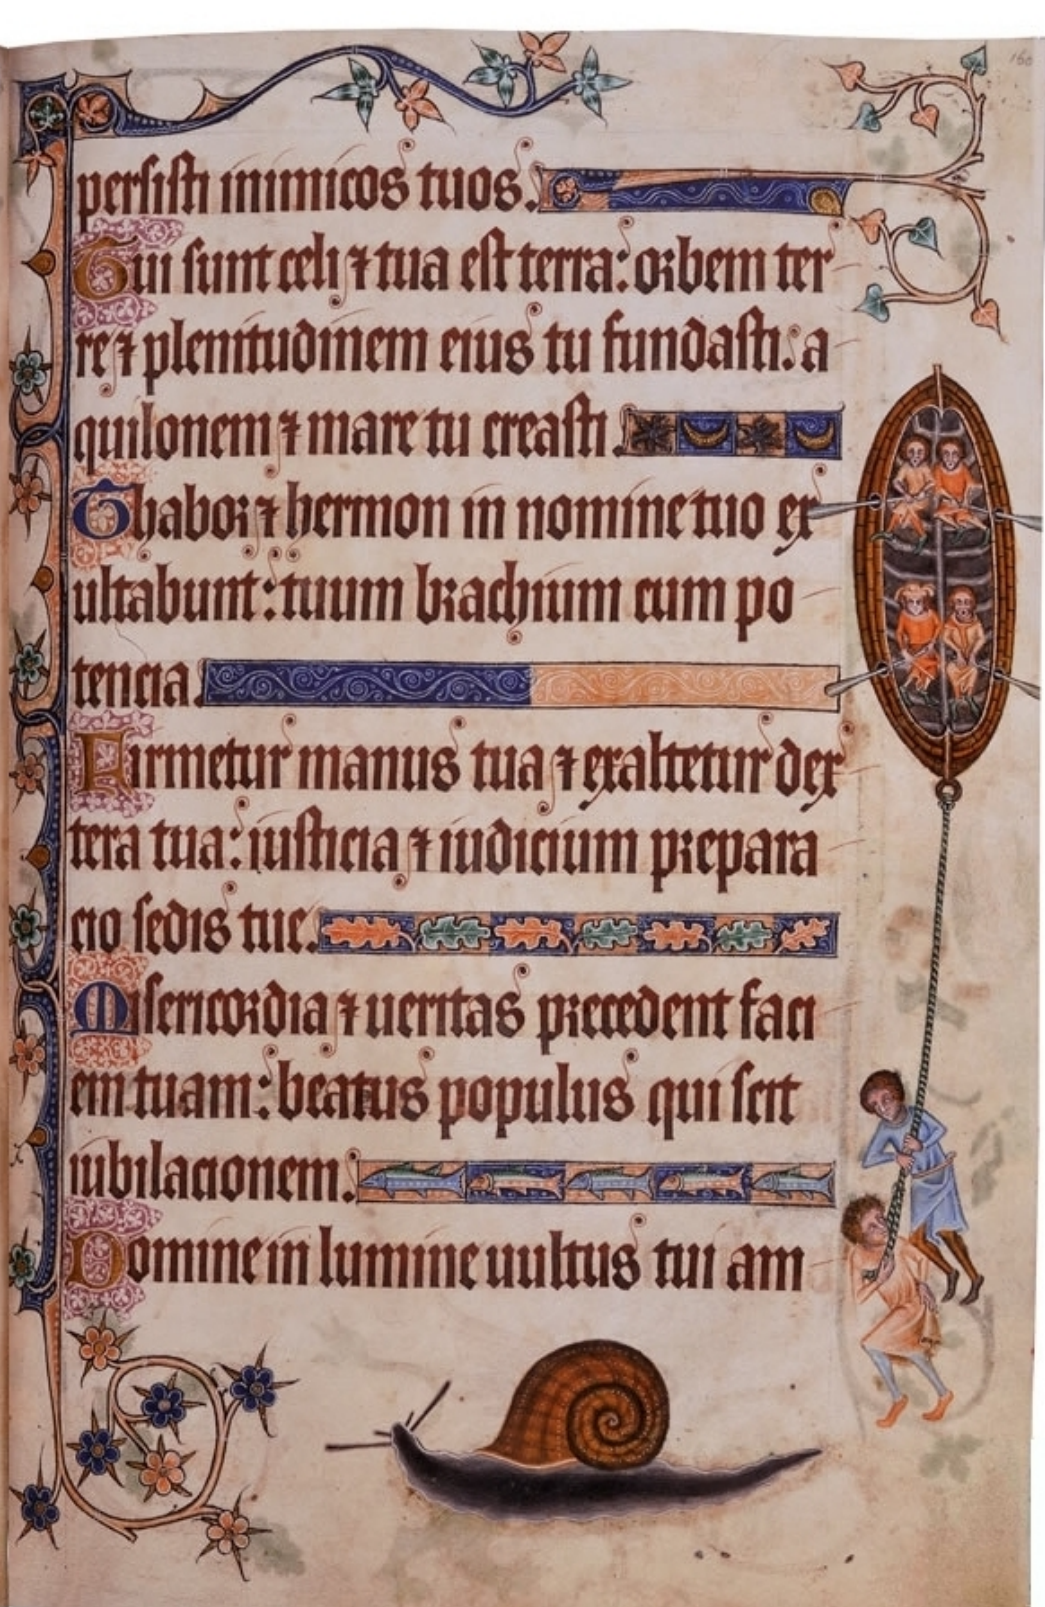 160
persisti inimicos tuos.
Tui sunt celi ⁊ tua est terra: orbem ter
re ⁊ plenitudinem eius tu fundasti: a
quilonem ⁊ mare tu creasti.
Thabor ⁊ hermon in nomine tuo ex
ultabunt: tuum brachium cum po
tencia.
Firmetur manus tua ⁊ exaltetur dex
tera tua: iusticia ⁊ iudicium prepara
cio sedis tue.
Misericordia ⁊ ueritas precedent faci
em tuam: beatus populus qui scit
iubilacionem.
Domine in lumine uultus tui am